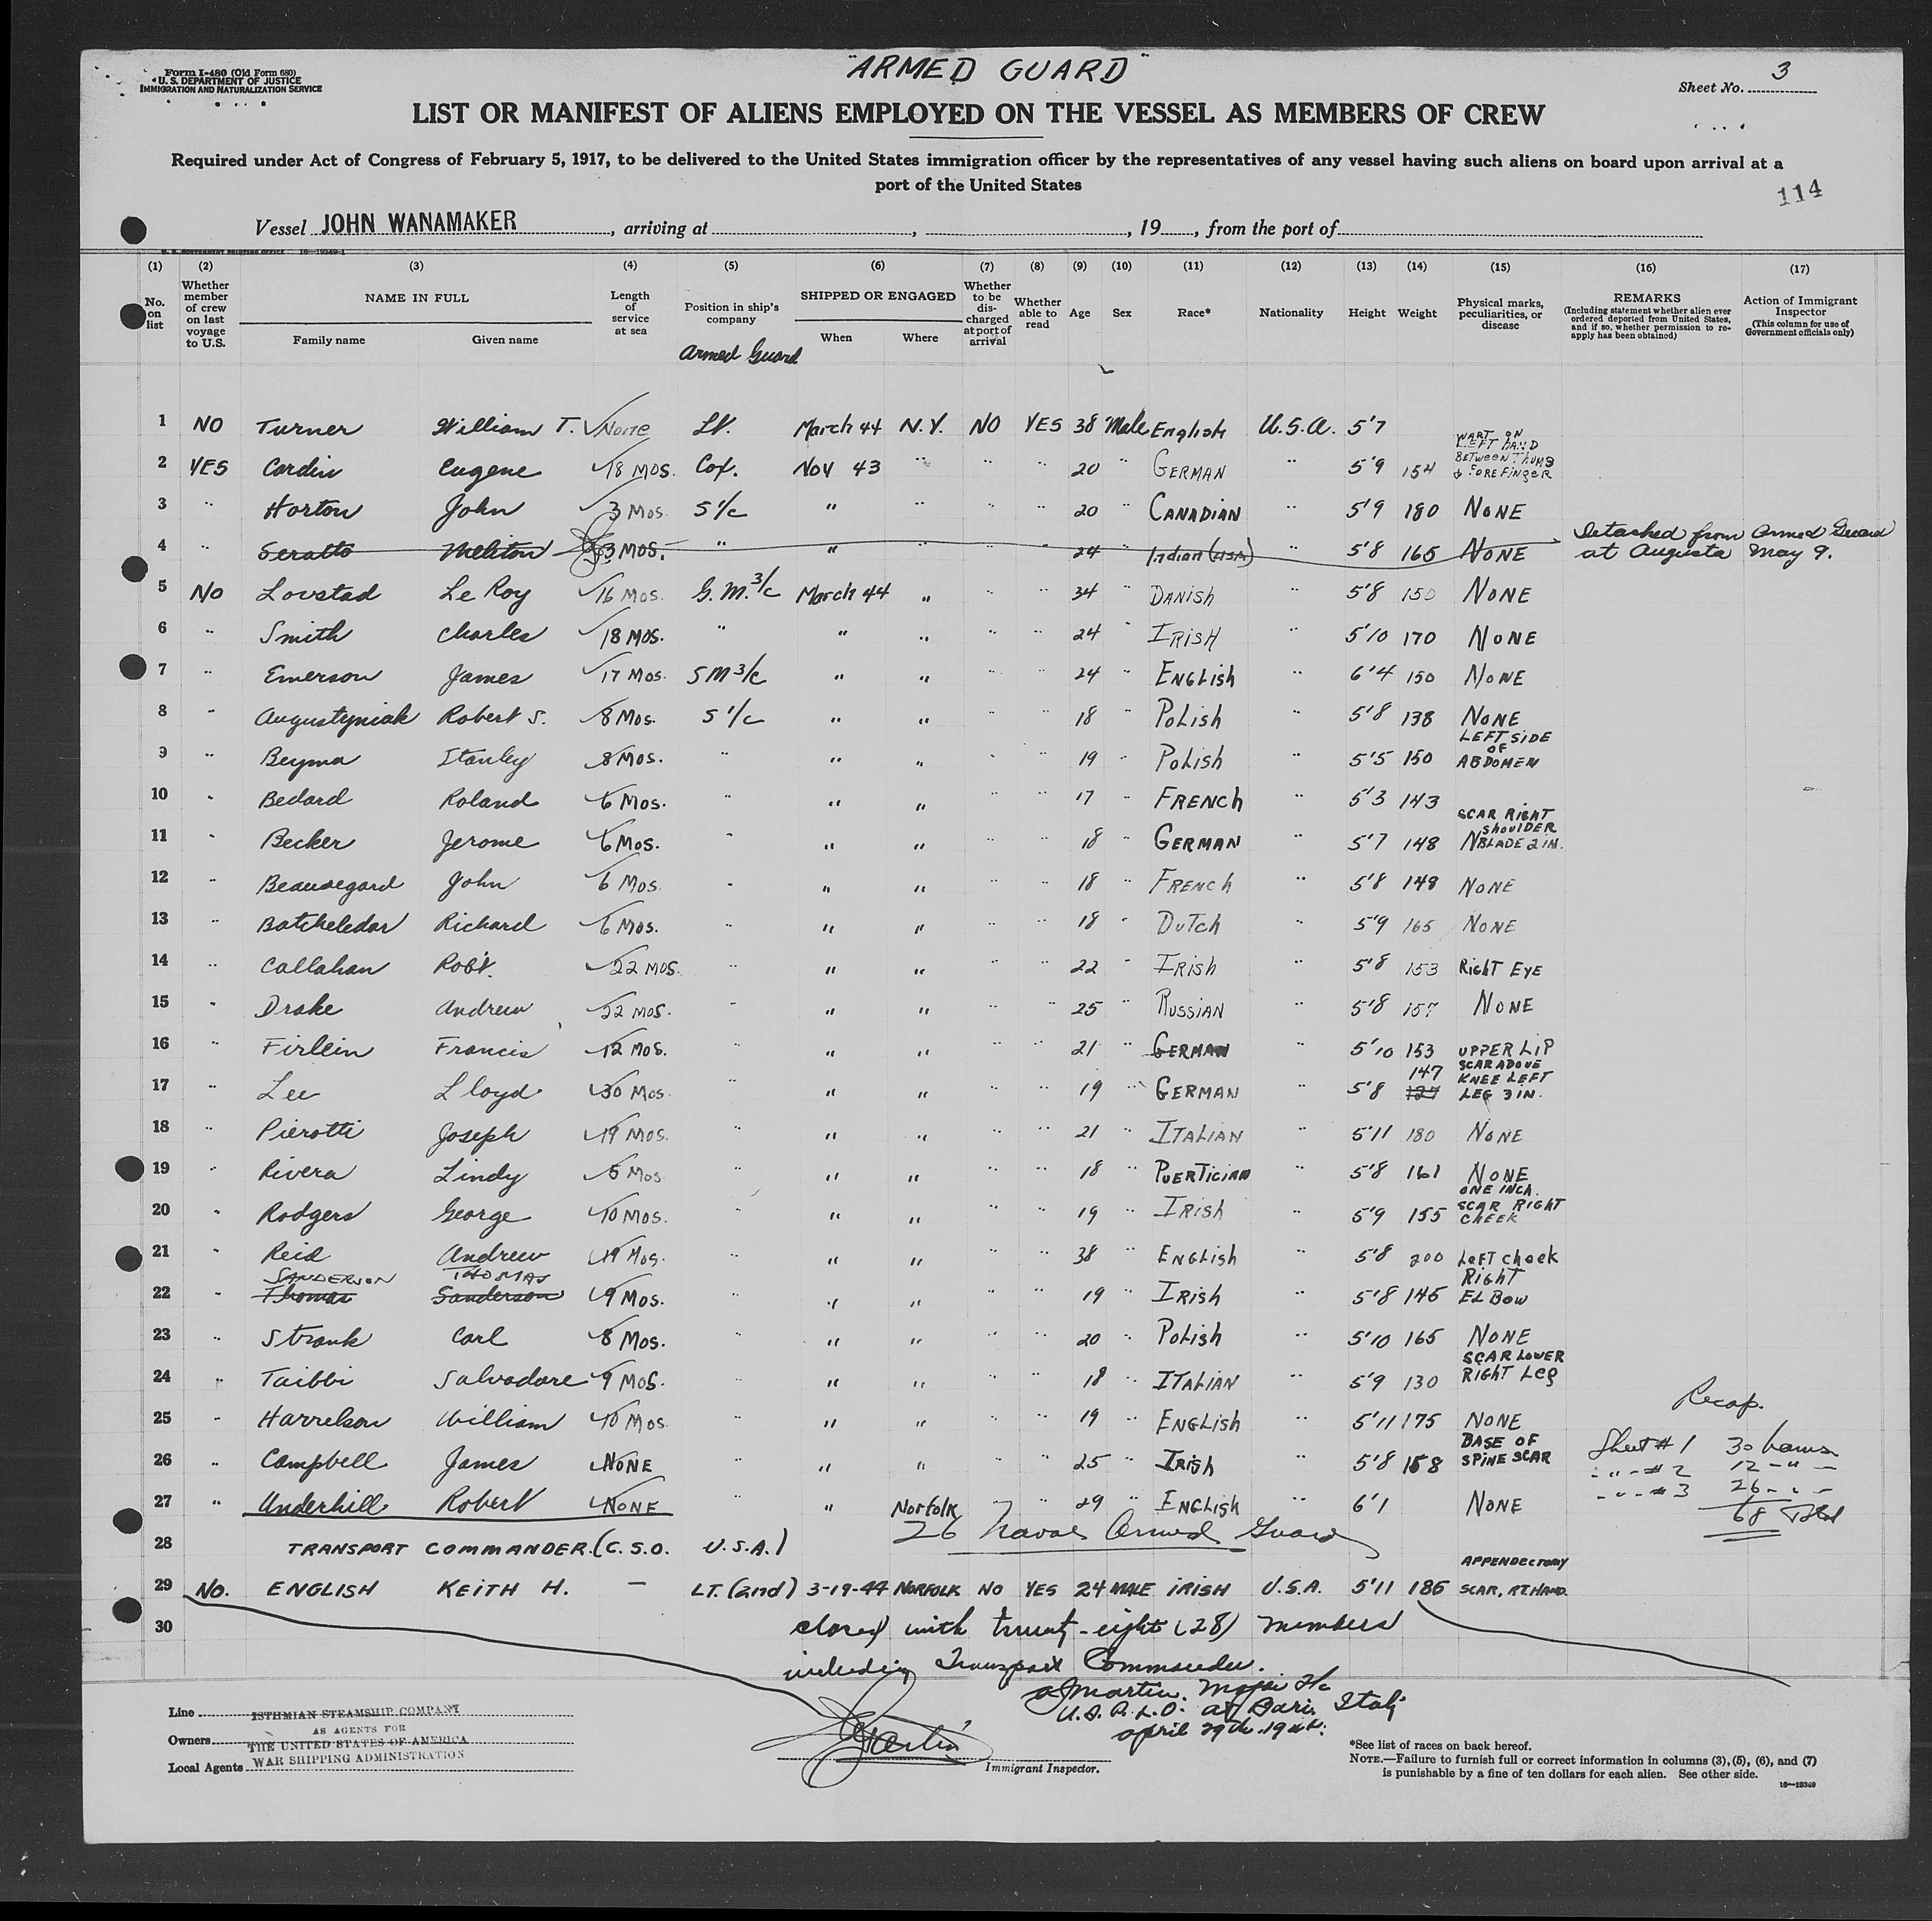 Form I-480 (Old Form 680)
U. S. DEPARTMENT OF JUSTICE
IMMIGRATION AND NATURALIZATION SERVICE
"ARMED GUARD"
Sheet No. 3
LIST OR MANIFEST OF ALIENS EMPLOYED ON THE VESSEL AS MEMBERS OF CREW
Required under Act of Congress of February 5, 1917, to be delivered to the United States immigration officer by the representatives of any vessel having such aliens on board upon arrival at a
port of the United States
114
Vessel JOHN WANAMAKER, arriving at , , 19 , from the port of
U. S. GOVERNMENT PRINTING OFFICE 16—19349-1
(1) (2) (3) (4) (5) (6) (7) (8) (9) (10) (11) (12) (13) (14) (15) (16) (17)
No. on list
Whether member of crew on last voyage to U.S.
NAME IN FULL
Family name Given name
Length of service at sea
Position in ship's company
SHIPPED OR ENGAGED
When Where
Whether to be discharged at port of arrival
Whether able to read
Age Sex Race* Nationality Height Weight
Physical marks, peculiarities, or disease
REMARKS
(Including statement whether alien ever ordered deported from United States, and if so, whether permission to reapply has been obtained)
Action of Immigrant Inspector
(This column for use of Government officials only)
Armed Guard
1 NO Turner William T. None Lt. March 44 N.Y. NO YES 38 Male English U.S.A. 5'7
2 YES Cardin Eugene 18 MOS. Cox. Nov 43 " " " 20 " GERMAN " 5'9 154 WART ON LEFT HAND BETWEEN THUMB & FOREFINGER
3 " Horton John 3 MOS. S 1/c " " " " 20 " CANADIAN " 5'9 180 NONE
4 " Seratto Meliton 3 MOS. " " " " " 24 " Indian (USA) " 5'8 165 NONE Detached from Armed Guard at Augusta May 9.
5 NO Lovstad Le Roy 16 MOS. G.M. 3/c March 44 " " " 34 " DANISH " 5'8 150 NONE
6 " Smith Charles 18 MOS. " " " " " 24 " IRISH " 5'10 170 NONE
7 " Emerson James 17 MOS. SM 3/c " " " " 24 " ENGLISH " 6'4 150 NONE
8 " Augustyniak Robert S. 8 MOS. S 1/c " " " " 18 " POLISH " 5'8 138 NONE
9 " Beyma Stanley 8 MOS. " " " " " 19 " POLISH " 5'5 150 LEFT SIDE OF ABDOMEN
10 " Bedard Roland 6 MOS. " " " " " 17 " FRENCH " 5'3 143
11 " Becker Jerome 6 MOS. " " " " " 18 " GERMAN " 5'7 148 SCAR RIGHT SHOULDER BLADE 2 IN.
12 " Beauregard John 6 MOS. " " " " " 18 " FRENCH " 5'8 149 NONE
13 " Batcheledar Richard 6 MOS. " " " " " 18 " DUTCH " 5'9 165 NONE
14 " Callahan Rob't. 22 MOS. " " " " " 22 " IRISH " 5'8 153 RIGHT EYE
15 " Drake Andrew 22 MOS. " " " " " 25 " RUSSIAN " 5'8 157 NONE
16 " Firllein Francis 12 MOS. " " " " " 21 " GERMAN " 5'10 153 UPPER LIP
17 " Lee Lloyd 30 MOS. " " " " " 19 " GERMAN " 5'8 147 127 SCAR ABOVE KNEE LEFT LEG 3 IN.
18 " Pierotti Joseph 19 MOS. " " " " " 21 " ITALIAN " 5'11 180 NONE
19 " Rivera Lindy 5 MOS. " " " " " 18 " PUERTICIAN " 5'8 161 NONE
20 " Rodgers George 10 MOS. " " " " " 19 " IRISH " 5'9 155 ONE INCH SCAR RIGHT CHEEK
21 " Reid Andrew 19 MOS. " " " " " 38 " ENGLISH " 5'8 200 LEFT CHEEK
SANDERSON THOMAS
22 " Thomas Sanderson 9 MOS. " " " " " 19 " IRISH " 5'8 145 RIGHT ELBOW
23 " Strank Carl 8 MOS. " " " " " 20 " POLISH " 5'10 165 NONE
24 " Taibbi Salvadore 9 MOS. " " " " " 18 " ITALIAN " 5'9 130 SCAR LOWER RIGHT LEG
25 " Harrelson William 10 MOS. " " " " " 19 " ENGLISH " 5'11 175 NONE
Recap.
26 " Campbell James NONE " " " " " 25 " IRISH " 5'8 158 BASE OF SPINE SCAR
Sheet #1 30
" #2 12 "
" #3 26 "
68 Total
27 " Underhill Robert NONE " " Norfolk " " 29 " ENGLISH " 6'1 NONE
26 Naval Armed Guard
28 TRANSPORT COMMANDER. (C.S.O. U.S.A.)
29 NO. ENGLISH KEITH H. — LT. (2nd) 3-19-44 NORFOLK NO YES 24 MALE IRISH U.S.A. 5'11 185 APPENDECTOMY SCAR, RT. HAND
30
closed with twenty-eight (28) members
including Transport Commander.
Martin, Major
at Bari, Italy
April 29th 1944.
Line ISTHMIAN STEAMSHIP COMPANY
AS AGENTS FOR
Owners THE UNITED STATES OF AMERICA
Local Agents WAR SHIPPING ADMINISTRATION
Immigrant Inspector.
*See list of races on back hereof.
NOTE.—Failure to furnish full or correct information in columns (3), (5), (6), and (7)
is punishable by a fine of ten dollars for each alien. See other side.
16—19349